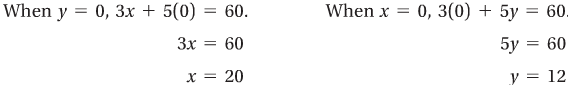 When y = 0, 3x + 5(0) = 60.
3x = 60
x = 20
When x = 0, 3(0) + 5y = 60.
5y = 60
y = 12